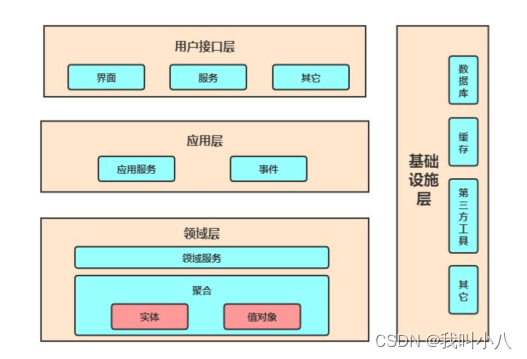 用户接口层
界面
服务
其它
应用层
应用服务
事件
领域层
领域服务
聚合
实体
值对象
基础
设施
层
数
据
库
缓
存
第
三
方
工
具
其
它
CSDN @我叫小八